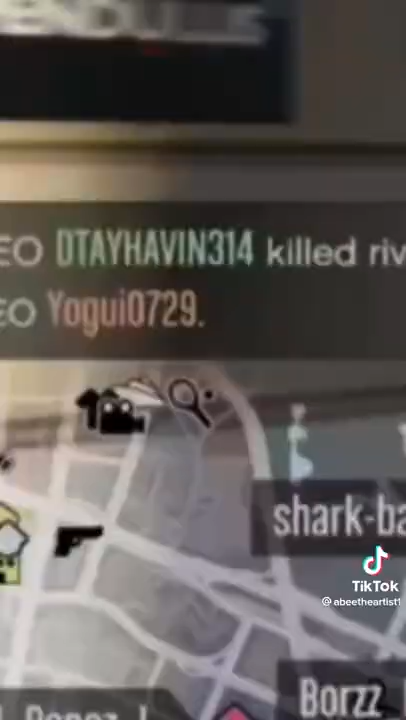 EO DTAYHAVIN314 killed riv
EO Yogui0729.
shark-ba
TikTok
@abeetheartist1
Borzz